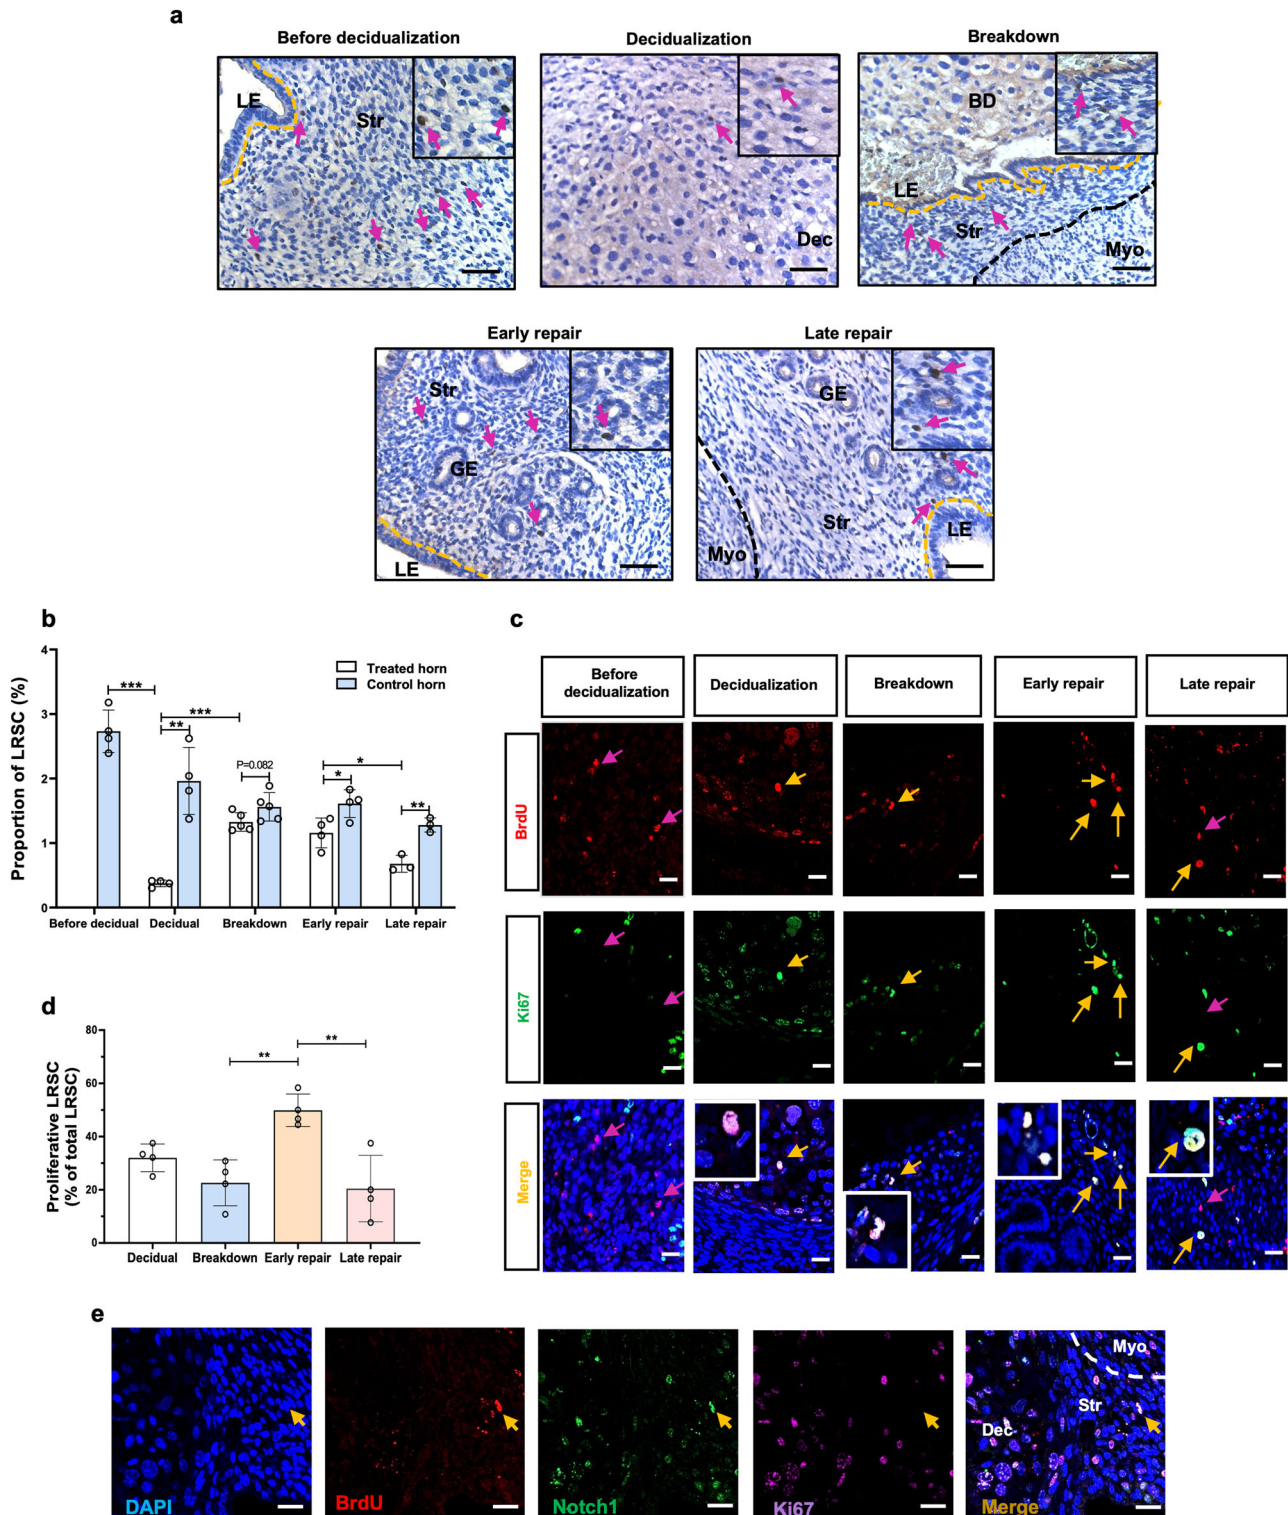 a
Before decidualization
Decidualization
Breakdown
LE
Str
Dec
BD
LE
Str
Myo
Early repair
Late repair
Str
GE
LE
GE
Str
Myo
LE
b
Proportion of LRSC (%)
4
3
2
1
0
***
***
**
P=0.082
*
*
**
Treated horn
Control horn
Before decidual
Decidual
Breakdown
Early repair
Late repair
c
Before
decidualization
Decidualization
Breakdown
Early repair
Late repair
BrdU
Ki67
Merge
d
Proliferative LRSC
(% of total LRSC)
80
60
40
20
0
**
**
Decidual
Breakdown
Early repair
Late repair
e
DAPI
BrdU
Notch1
Ki67
Myo
Str
Dec
Merge